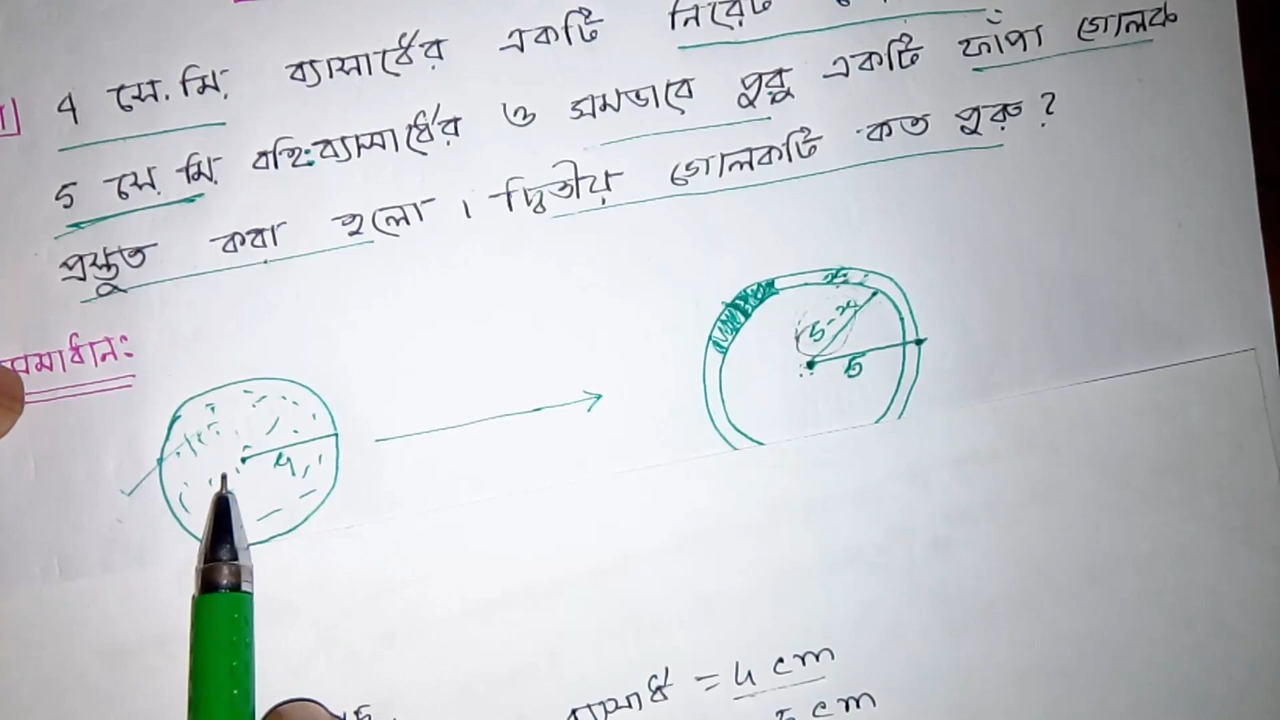 4 সে.মি. ব্যাসার্ধের একটি নিরেট
5 সে.মি. বহিঃব্যাসার্ধের ও সমভাবে পুরু একটি ফাঁপা গোলক
প্রস্তুত করা হলো। দ্বিতীয় গোলকটি কত পুরু?
সমাধান:
x
5-x
5
4
ব্যাসার্ধ = 4 cm
5 cm